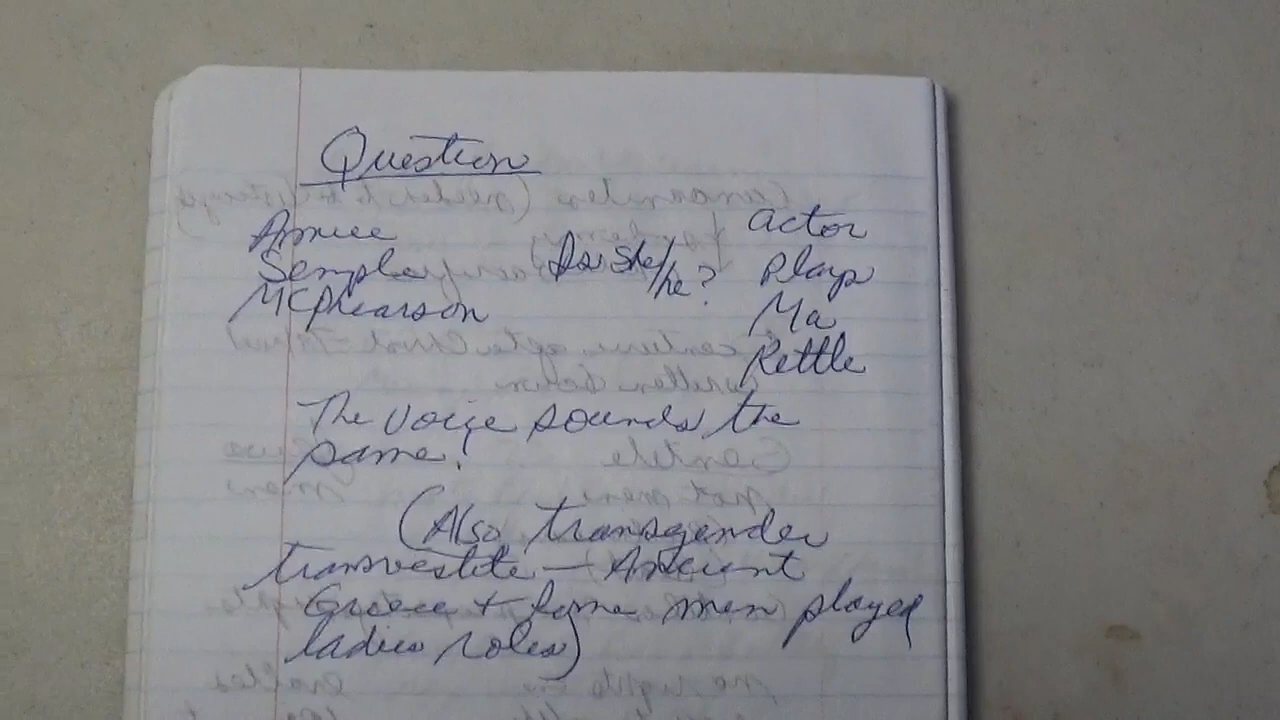 Question
Aimee
Semple
McPhearson
Is she/he?
actor
Plays
Ma
Kettle
The voice sounds the
same!
(Also transgender
transvestite - Ancient
Greece + Rome men played
ladies roles)